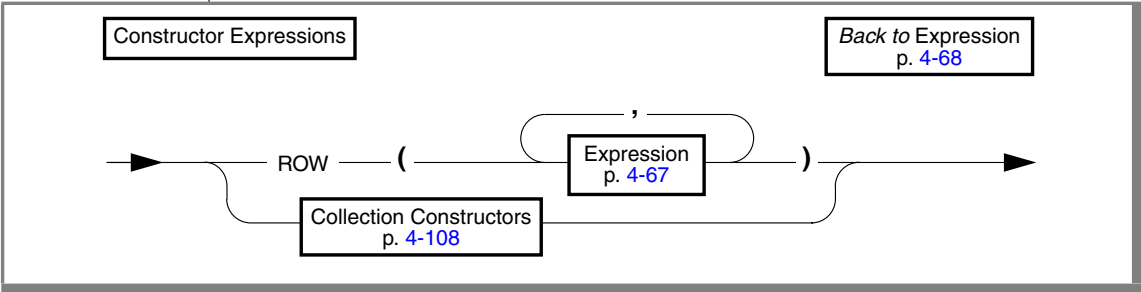 Constructor Expressions
Back to Expression
p. 4-68
,
ROW ( Expression )
p. 4-67
Collection Constructors
p. 4-108